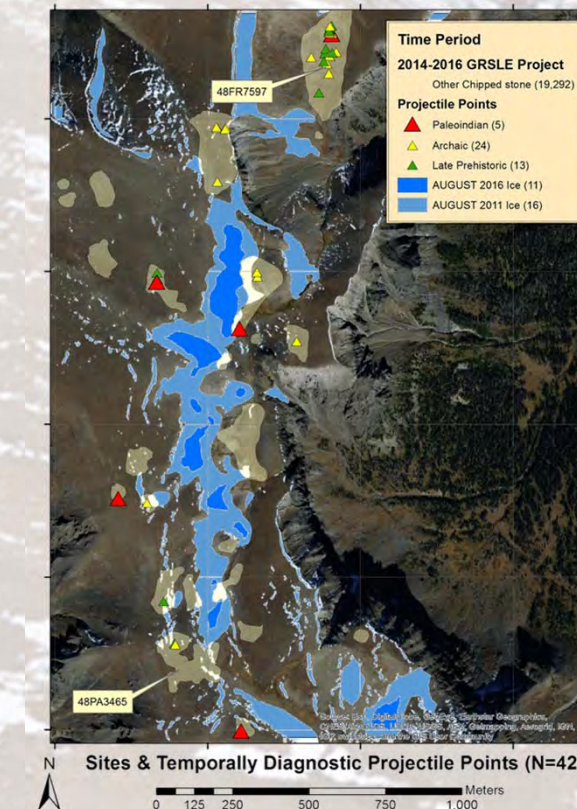 Time Period
2014-2016 GRSLE Project
Other Chipped stone (19,292)
Projectile Points
Paleoindian (5)
Archaic (24)
Late Prehistoric (13)
AUGUST 2016 Ice (11)
AUGUST 2011 Ice (16)
48FR7597
48PA3465
N
Sites & Temporally Diagnostic Projectile Points (N=42
Meters
0 125 250 500 750 1,000